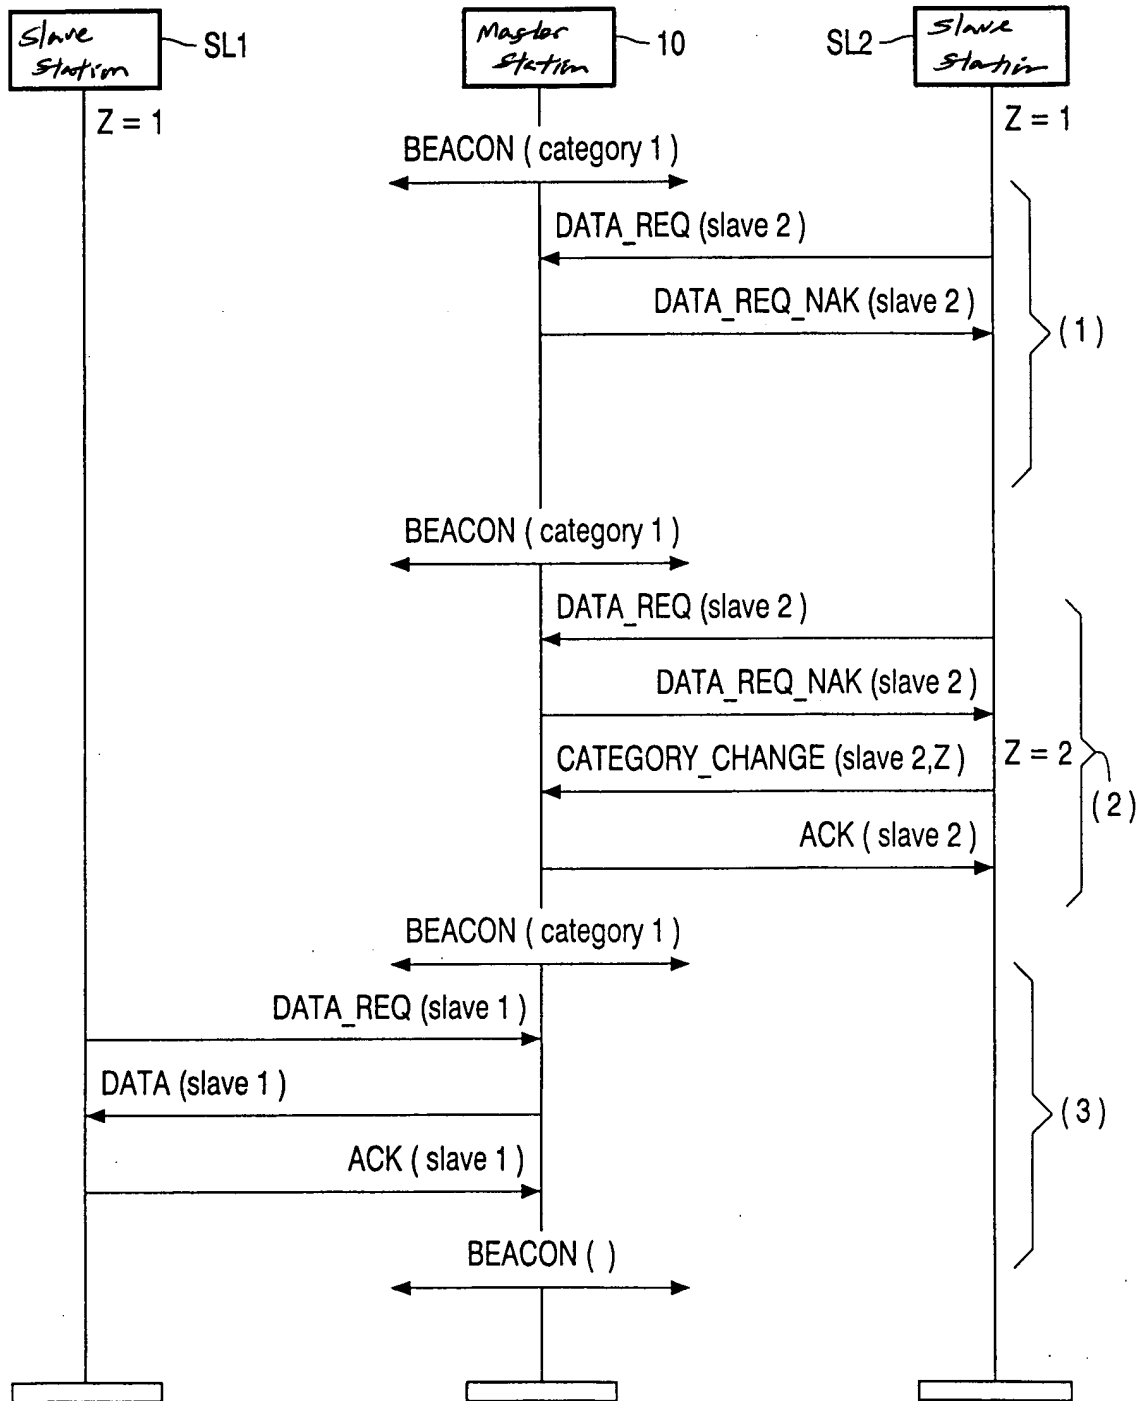 Slave
Station
SL1
Master
Station
10
SL2
Slave
Station
Z = 1
Z = 1
BEACON ( category 1 )
DATA_REQ (slave 2 )
DATA_REQ_NAK (slave 2 )
( 1 )
BEACON ( category 1 )
DATA_REQ (slave 2 )
DATA_REQ_NAK (slave 2 )
CATEGORY_CHANGE (slave 2,Z )
Z = 2
( 2 )
ACK ( slave 2 )
BEACON ( category 1 )
DATA_REQ (slave 1 )
DATA (slave 1 )
( 3 )
ACK ( slave 1 )
BEACON ( )